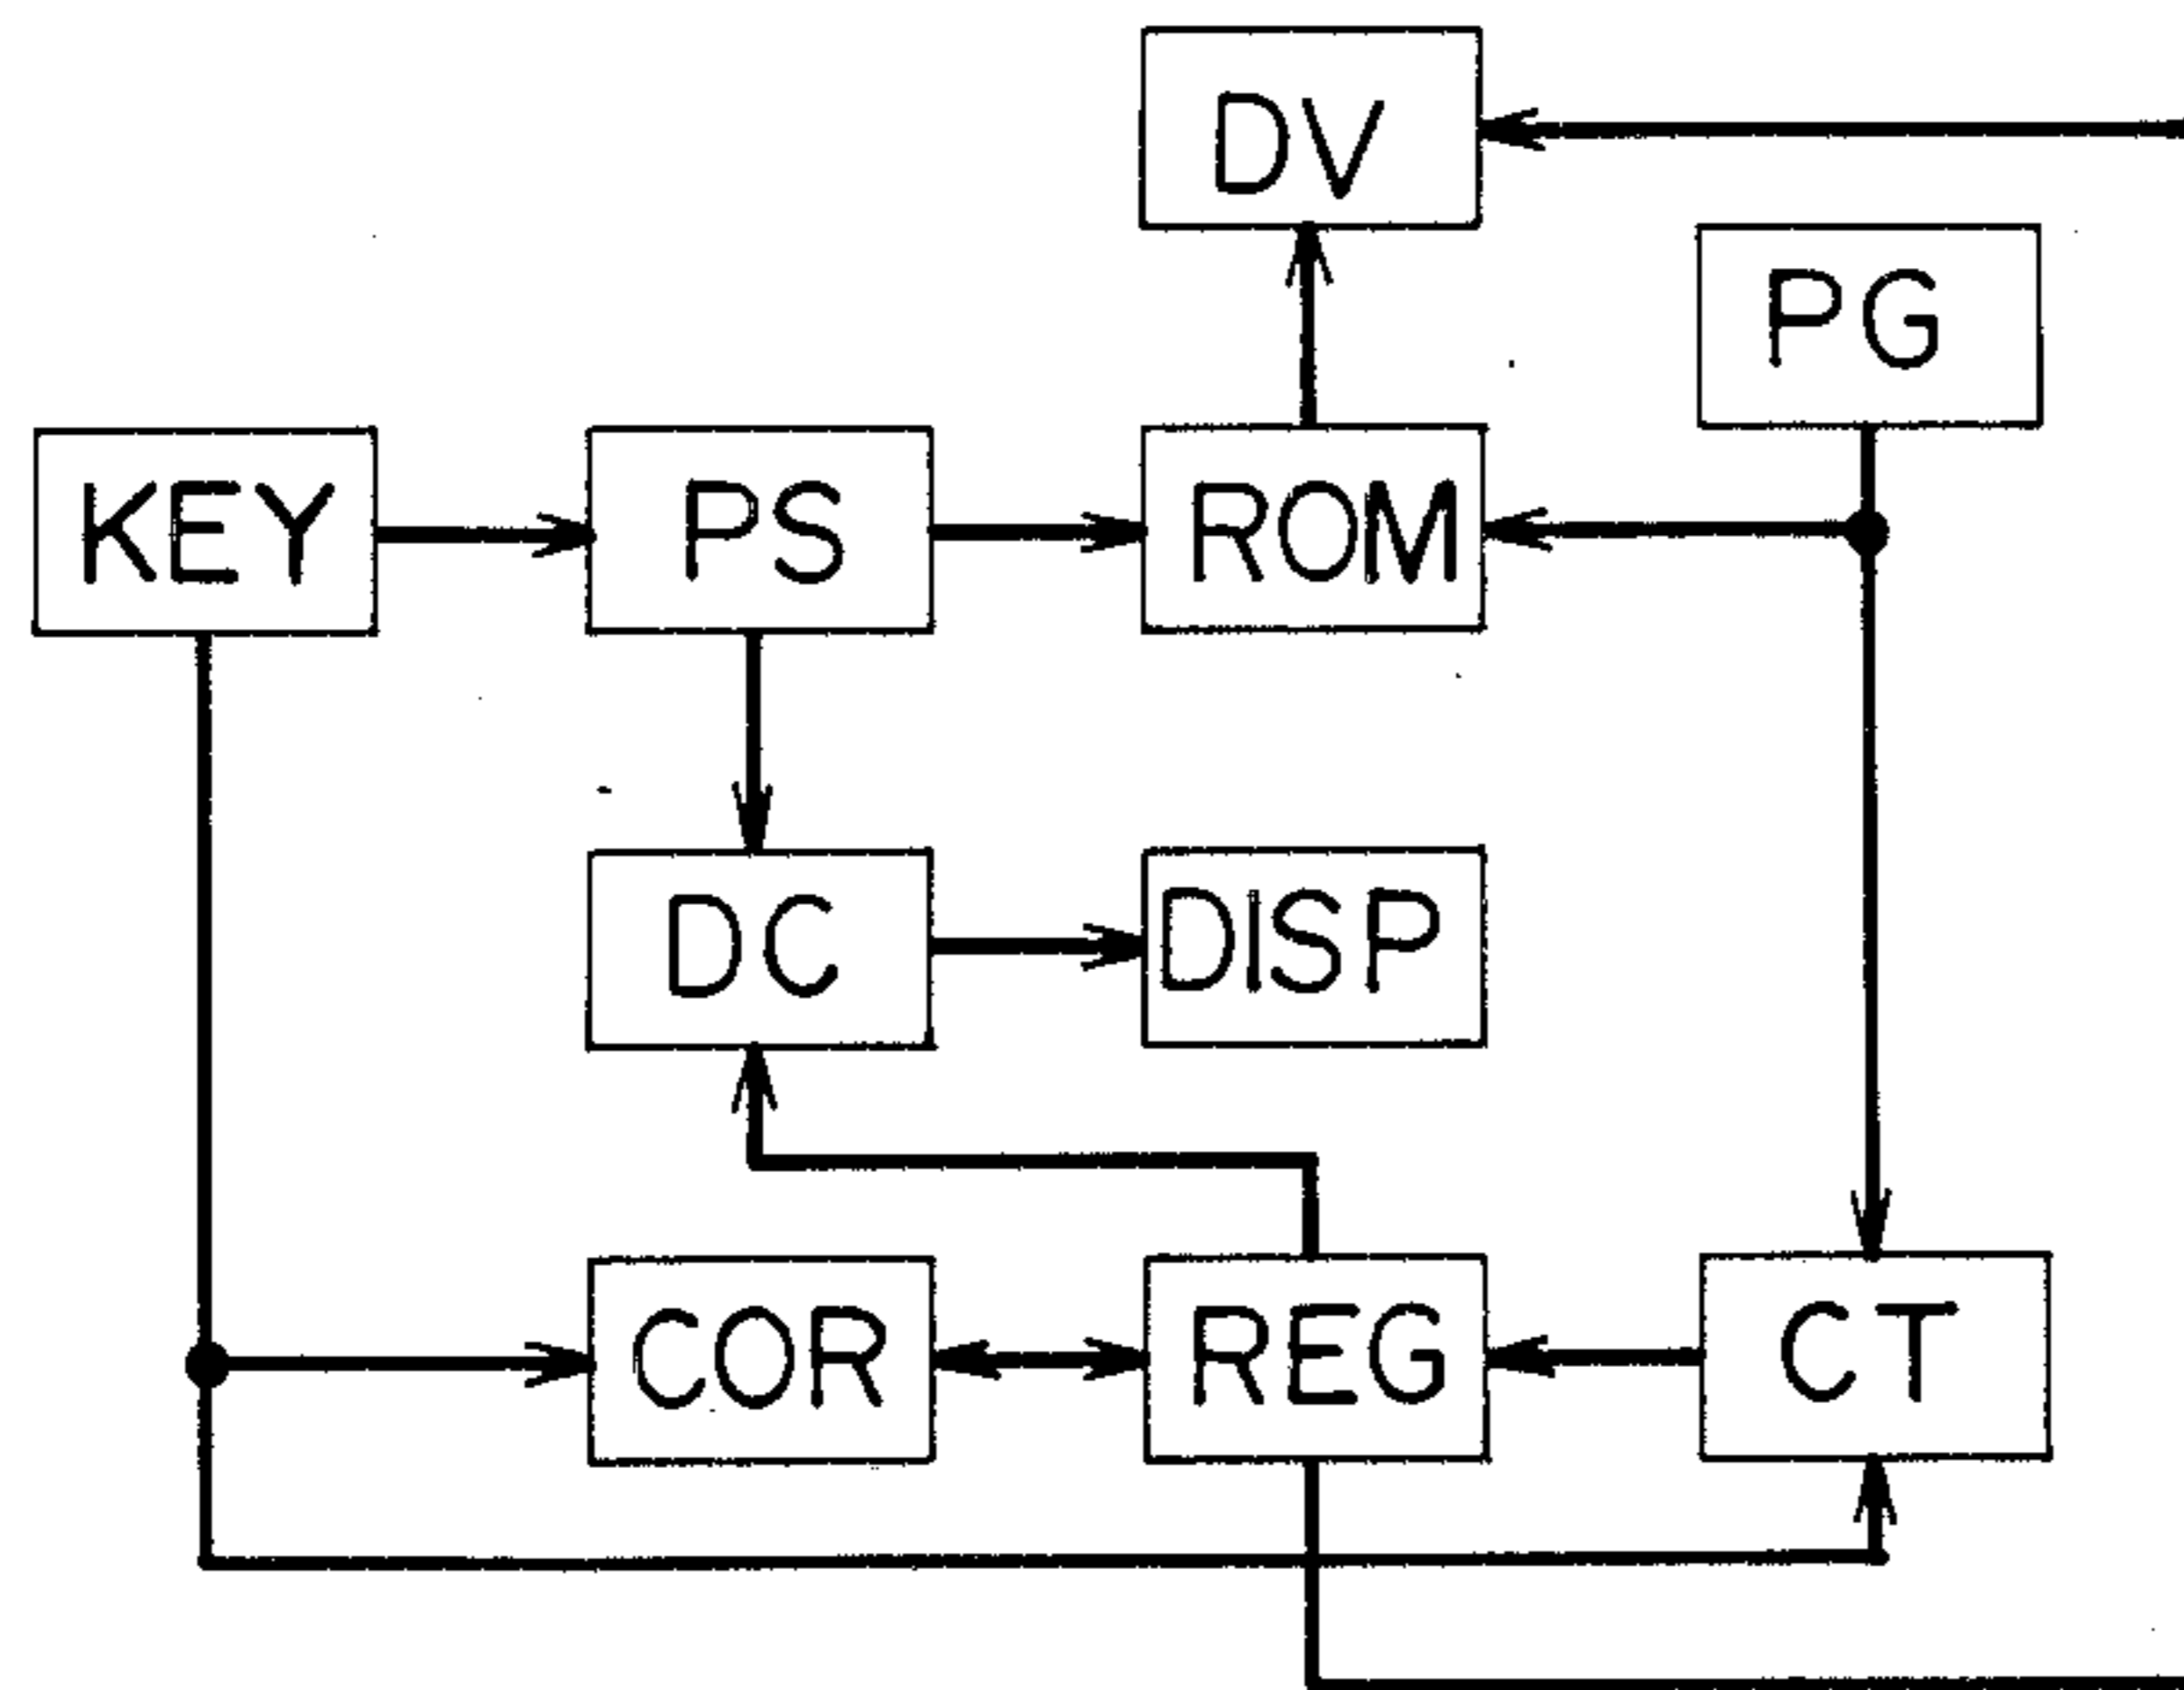 DV
PG
KEY
PS
ROM
DC
DISP
COR
REG
CT